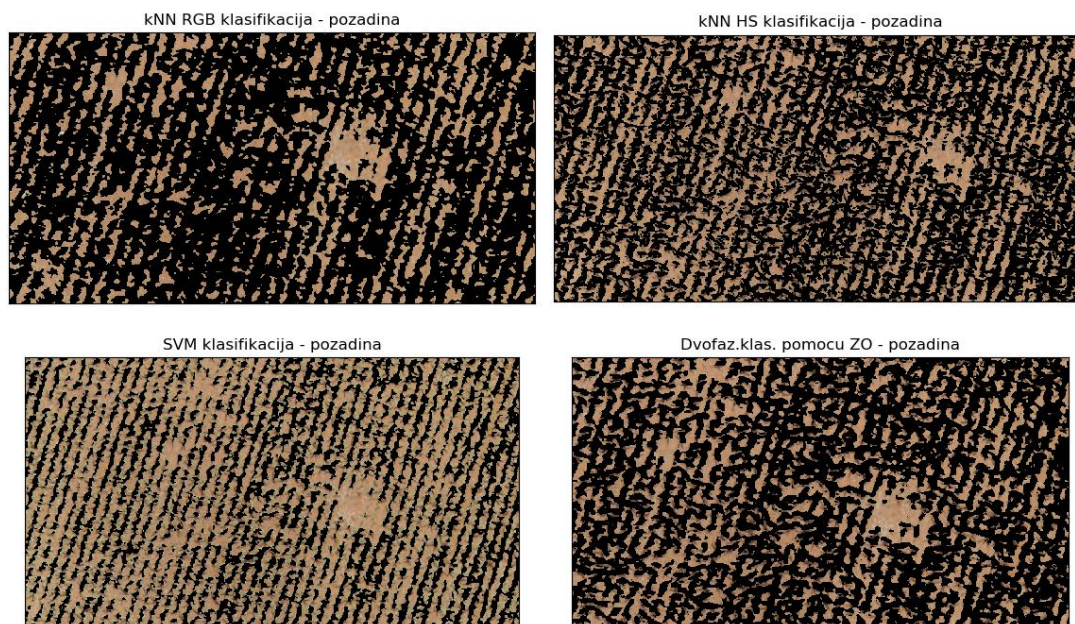 kNN RGB klasifikacija - pozadina
kNN HS klasifikacija - pozadina
SVM klasifikacija - pozadina
Dvofaz.klas. pomocu ZO - pozadina